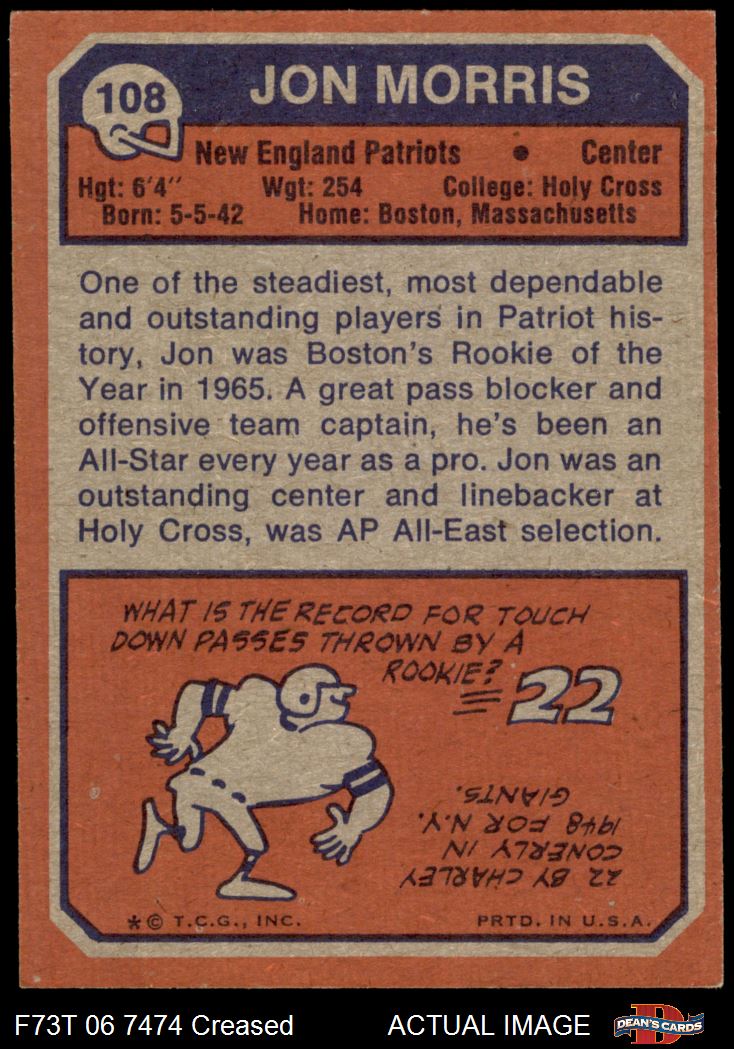 108
JON MORRIS
New England Patriots • Center
Hgt: 6'4" Wgt: 254 College: Holy Cross
Born: 5-5-42 Home: Boston, Massachusetts
One of the steadiest, most dependable
and outstanding players in Patriot his-
tory, Jon was Boston's Rookie of the
Year in 1965. A great pass blocker and
offensive team captain, he's been an
All-Star every year as a pro. Jon was an
outstanding center and linebacker at
Holy Cross, was AP All-East selection.
WHAT IS THE RECORD FOR TOUCH
DOWN PASSES THROWN BY A
ROOKIE?
22
22 BY CHARLEY
CONERLY IN
1948 FOR N.Y.
GIANTS.
* © T.C.G., INC. PRTD. IN U.S.A.
F73T 06 7474 Creased ACTUAL IMAGE
D
DEAN'S CARDS